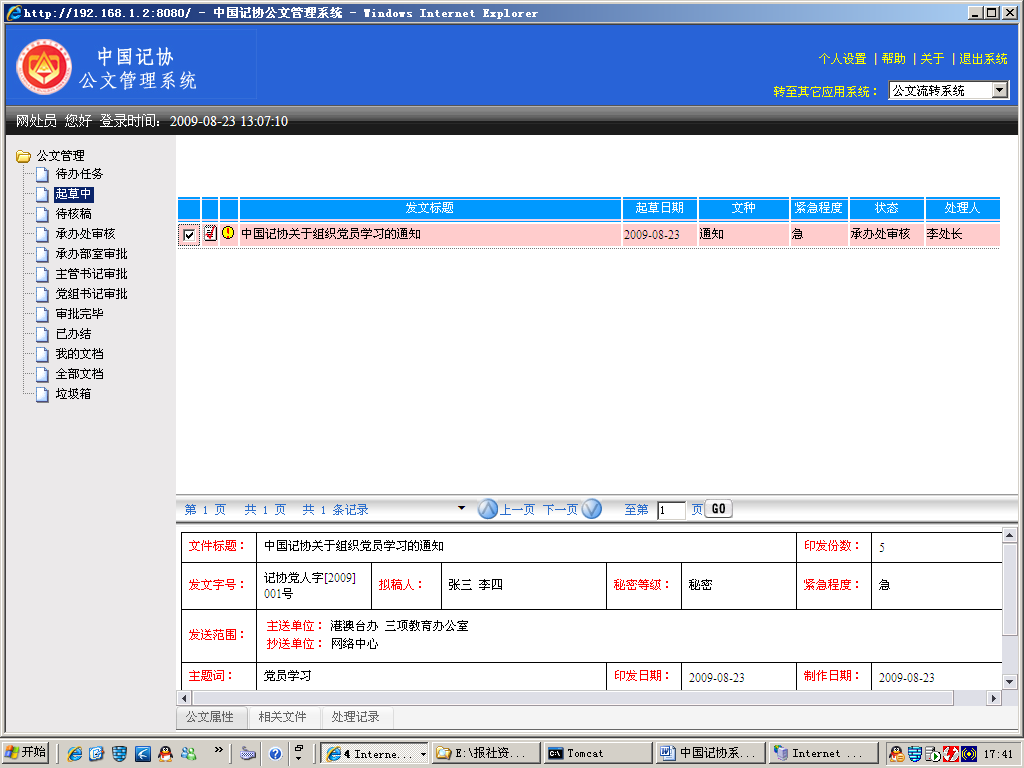 http://192.168.1.2:8080/ - 中国记协公文管理系统 - Windows Internet Explorer
中国记协
公文管理系统
个人设置 | 帮助 | 关于 | 退出系统
转至其它应用系统： 公文流转系统
网处员 您好 登录时间：2009-08-23 13:07:10
公文管理
待办任务
起草中
待核稿
承办处审核
承办部室审批
主管书记审批
党组书记审批
审批完毕
已办结
我的文档
全部文档
垃圾箱
发文标题 起草日期 文种 紧急程度 状态 处理人
中国记协关于组织党员学习的通知 2009-08-23 通知 急 承办处审核 李处长
第 1 页 共 1 页 共 1 条记录 上一页 下一页 至第 1 页 GO
文件标题： 中国记协关于组织党员学习的通知 印发份数： 5
发文字号： 记协党人字[2009]
001号
拟稿人： 张三 李四 秘密等级： 秘密 紧急程度： 急
发送范围：
主送单位： 港澳台办 三项教育办公室
抄送单位： 网络中心
主题词： 党员学习 印发日期： 2009-08-23 制作日期： 2009-08-23
公文属性 相关文件 处理记录
开始 » 4 Interne... E:\报社资... Tomcat 中国记协系... Internet ... 17:41